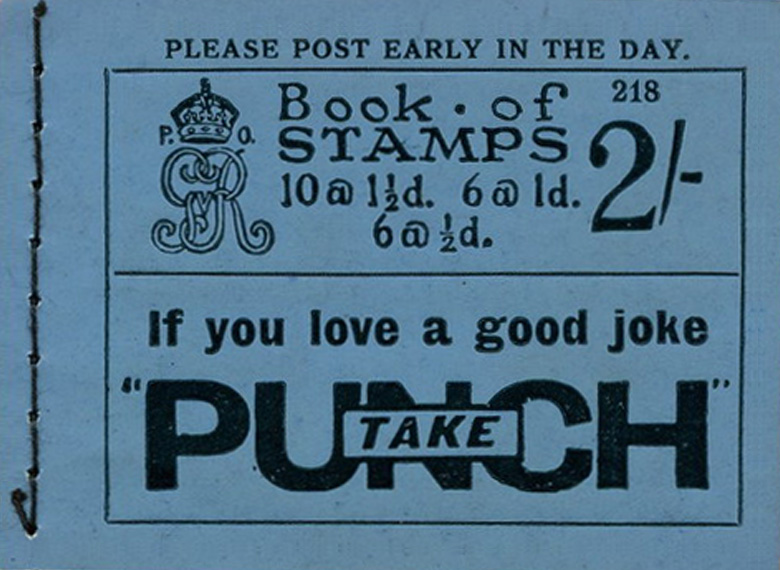 PLEASE POST EARLY IN THE DAY.
218
P. O.
GVR
Book · of
STAMPS
2/-
10@1½d. 6@1d.
6@½d.
If you love a good joke
TAKE
"PUNCH"